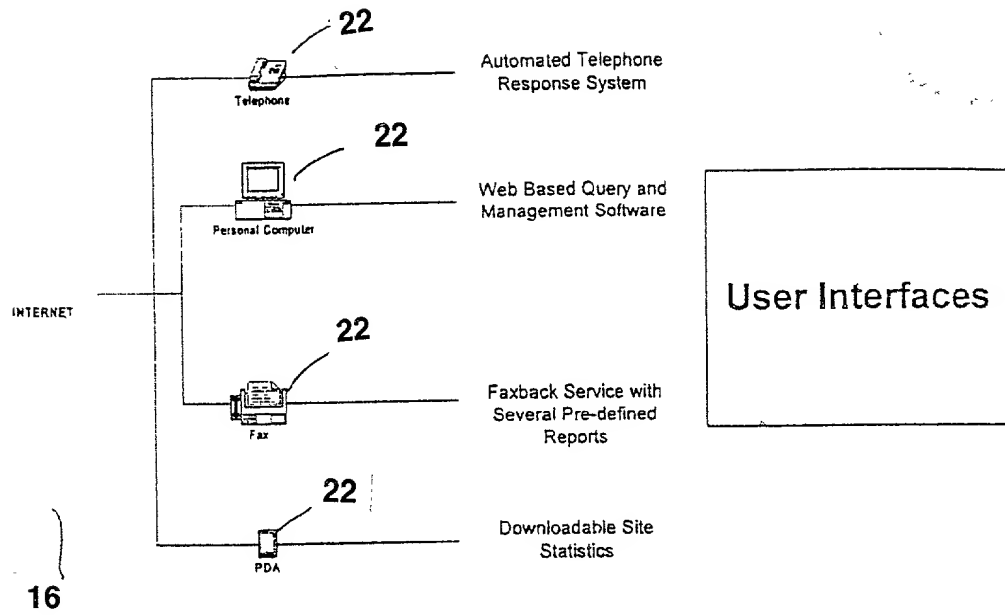 22
Telephone
Automated Telephone
Response System
22
Personal Computer
Web Based Query and
Management Software
INTERNET
User Interfaces
22
Fax
Faxback Service with
Several Pre-defined
Reports
22
PDA
Downloadable Site
Statistics
16